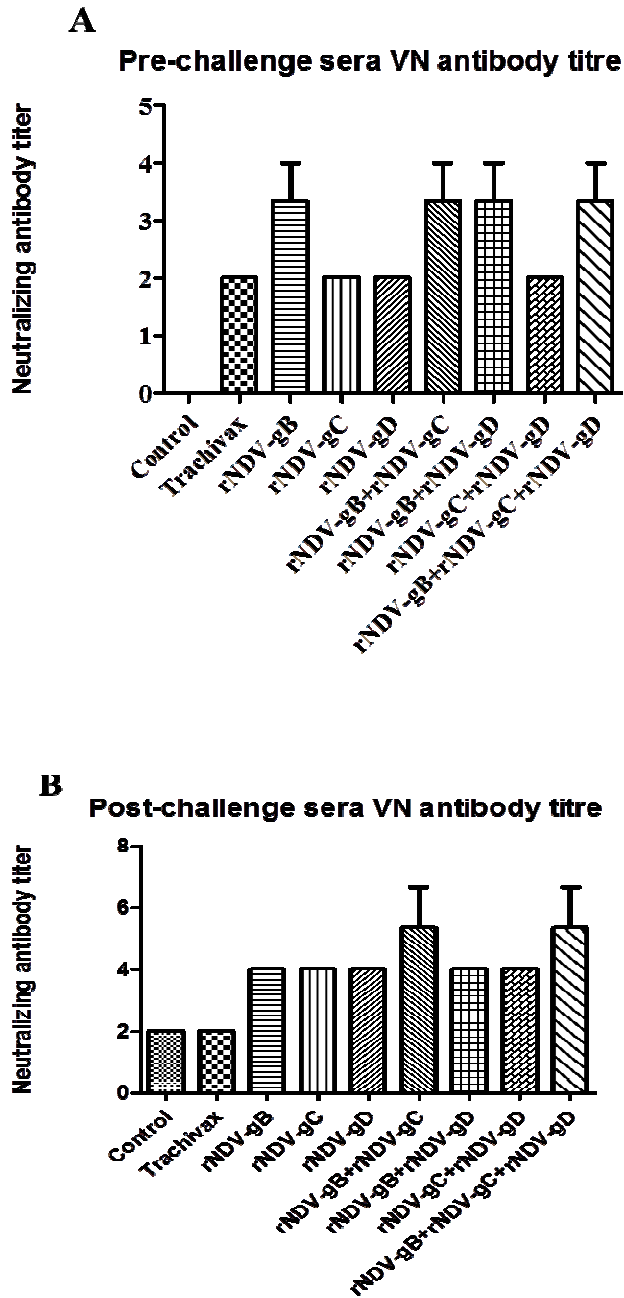 A
Pre-challenge sera VN antibody titre
Neutralizing antibody titer
5
4
3
2
1
0
Control
Trachivax
rNDV-gB
rNDV-gC
rNDV-gD
rNDV-gB+rNDV-gC
rNDV-gB+rNDV-gD
rNDV-gC+rNDV-gD
rNDV-gB+rNDV-gC+rNDV-gD
B
Post-challenge sera VN antibody titre
Neutralizing antibody titer
8
6
4
2
0
Control
Trachivax
rNDV-gB
rNDV-gC
rNDV-gD
rNDV-gB+rNDV-gC
rNDV-gB+rNDV-gD
rNDV-gC+rNDV-gD
rNDV-gB+rNDV-gC+rNDV-gD